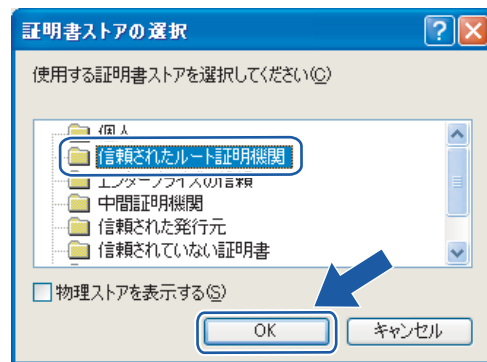 証明書ストアの選択
使用する証明書ストアを選択してください(C)
個人
信頼されたルート証明機関
エンタープライズの信頼
中間証明機関
信頼された発行元
信頼されていない証明書
物理ストアを表示する(S)
OK キャンセル